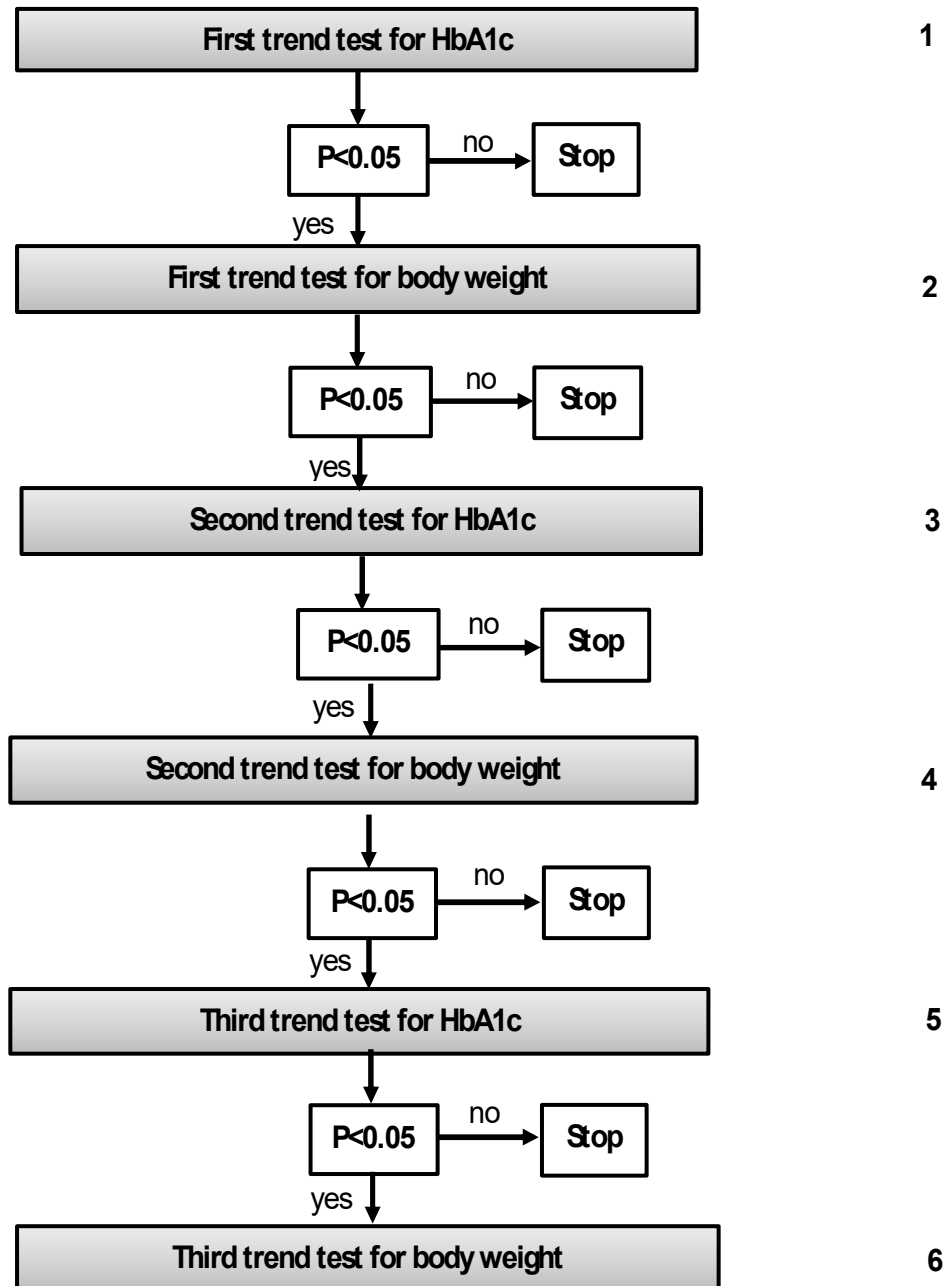 First trend test for HbA1c 1
P<0.05 no Stop
yes
First trend test for body weight 2
P<0.05 no Stop
yes
Second trend test for HbA1c 3
P<0.05 no Stop
yes
Second trend test for body weight 4
P<0.05 no Stop
yes
Third trend test for HbA1c 5
P<0.05 no Stop
yes
Third trend test for body weight 6